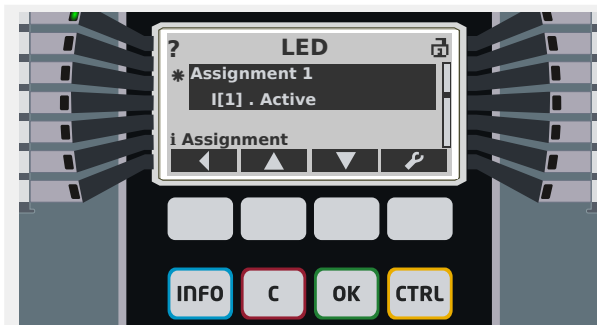 ? LED
* Assignment 1
I[1] . Active
i Assignment
INFO C OK CTRL